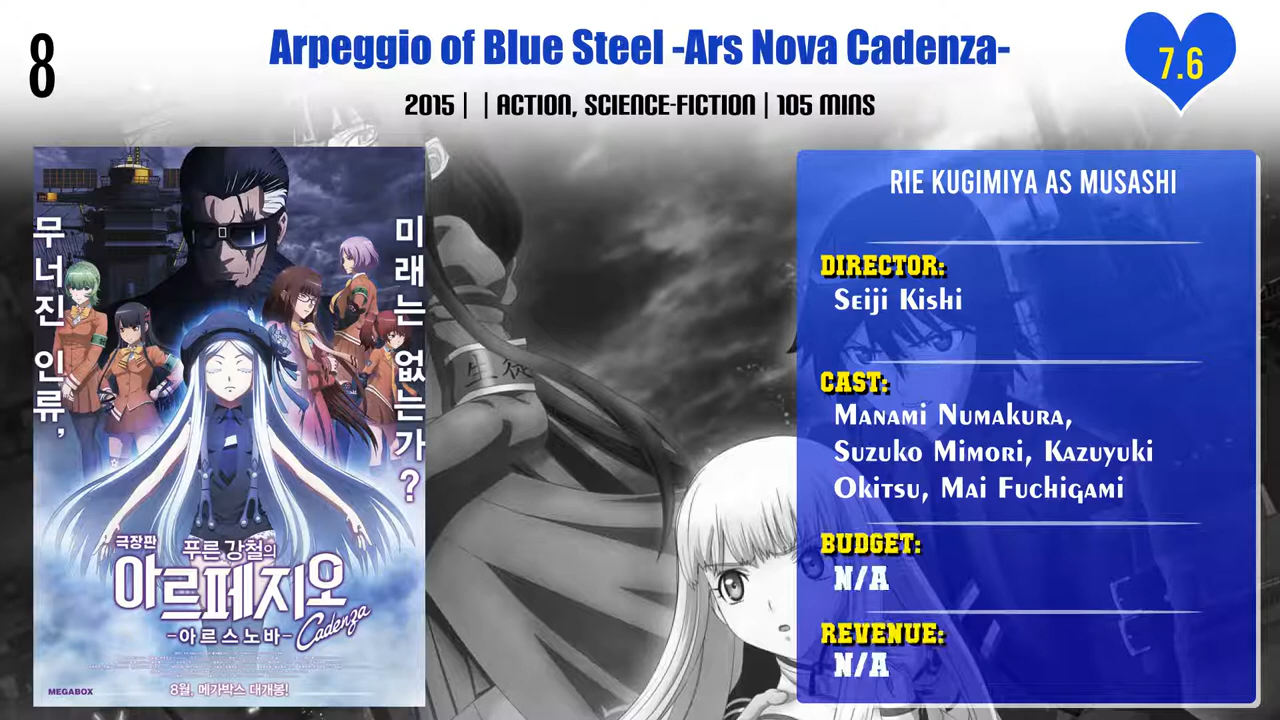 8
Arpeggio of Blue Steel -Ars Nova Cadenza-
7.6
2015 | | ACTION, SCIENCE-FICTION | 105 MINS
무너진 인류,
미래는 없는가?
극장판
푸른 강철의
아르페지오
-아르스노바-
Cadenza
MEGABOX
8월, 메가박스 대개봉!
RIE KUGIMIYA AS MUSASHI
DIRECTOR:
Seiji Kishi
CAST:
Manami Numakura,
Suzuko Mimori, Kazuyuki
Okitsu, Mai Fuchigami
BUDGET:
N/A
REVENUE:
N/A